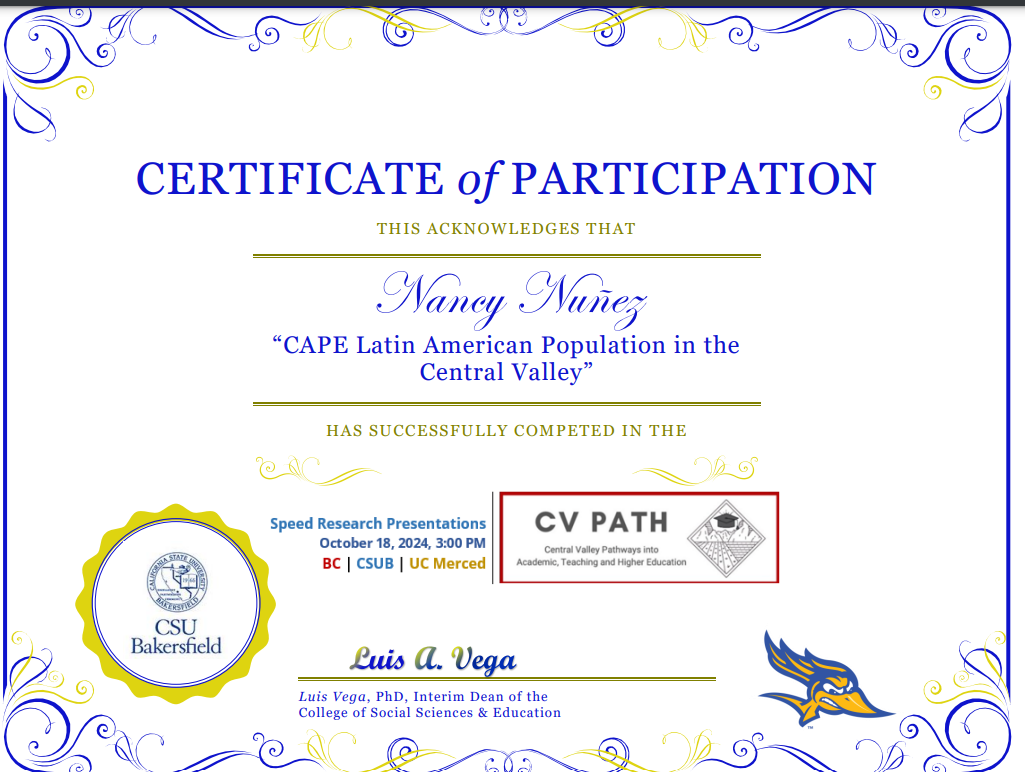 CERTIFICATE of PARTICIPATION
THIS ACKNOWLEDGES THAT
Nancy Nuñez
“CAPE Latin American Population in the
Central Valley”
HAS SUCCESSFULLY COMPETED IN THE
Speed Research Presentations
October 18, 2024, 3:00 PM
BC | CSUB | UC Merced
CV PATH
Central Valley Pathways into
Academic, Teaching and Higher Education
CALIFORNIA STATE UNIVERSITY
BAKERSFIELD
CSU
Bakersfield
Luis A. Vega
Luis Vega, PhD, Interim Dean of the
College of Social Sciences & Education
TM